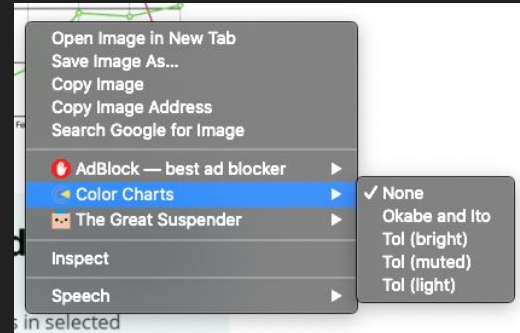 Fe
Open Image in New Tab
Save Image As...
Copy Image
Copy Image Address
Search Google for Image
AdBlock — best ad blocker
Color Charts
The Great Suspender
Inspect
Speech
✓ None
Okabe and Ito
Tol (bright)
Tol (muted)
Tol (light)
d
s in selected